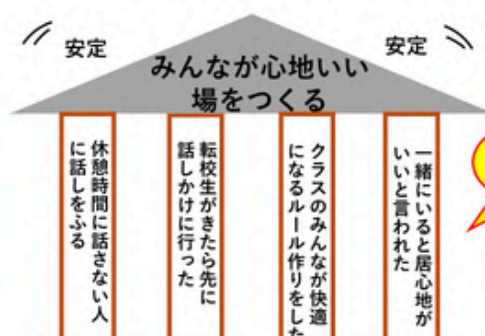 安定
安定
みんなが心地いい
場をつくる
休憩時間に話さない人
に話しをふる
転校生がきたら先に
話しかけに行った
クラスのみんなが快適
になるルール作りをした
一緒にいると居心地が
いいと言われた